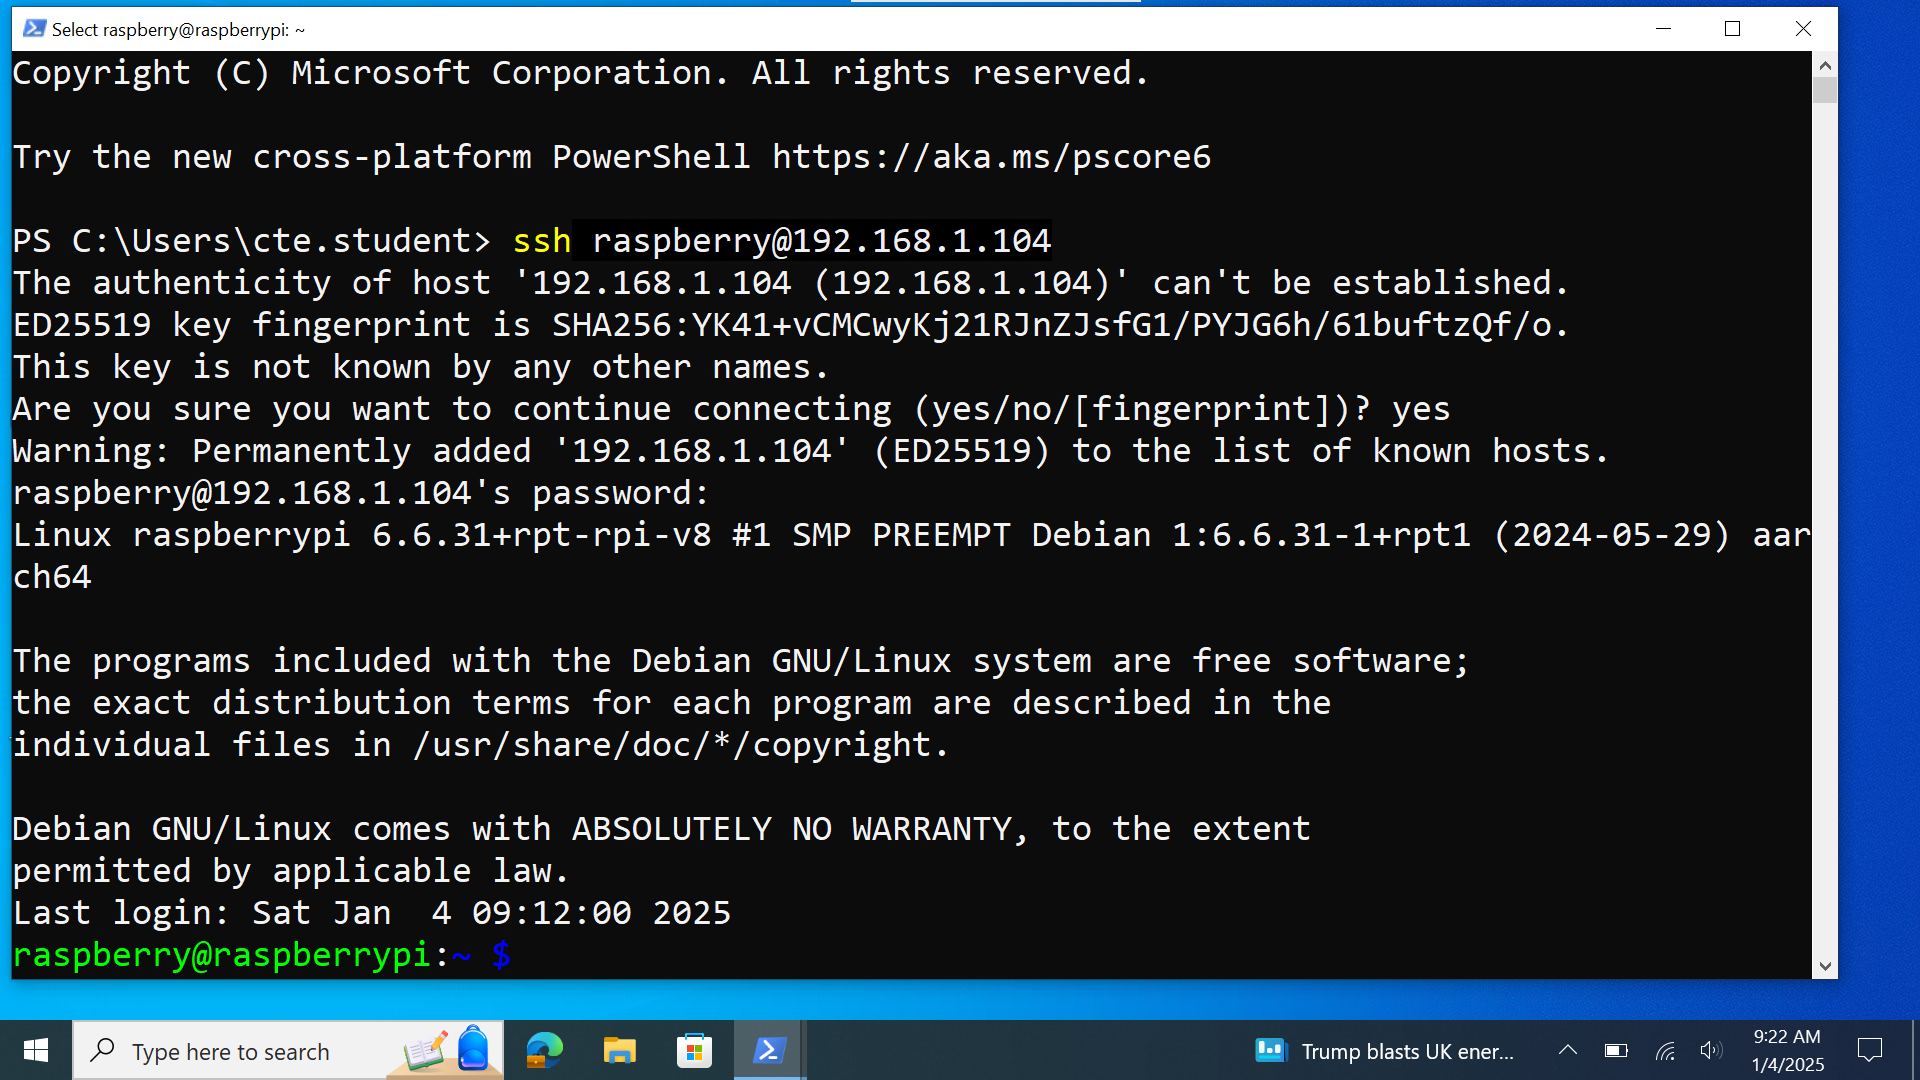 Select raspberry@raspberrypi: ~
Copyright (C) Microsoft Corporation. All rights reserved.
Try the new cross-platform PowerShell https://aka.ms/pscore6
PS C:\Users\cte.student> ssh raspberry@192.168.1.104
The authenticity of host '192.168.1.104 (192.168.1.104)' can't be established.
ED25519 key fingerprint is SHA256:YK41+vCMCwyKj21RJnZJsfG1/PYJG6h/61buftzQf/o.
This key is not known by any other names.
Are you sure you want to continue connecting (yes/no/[fingerprint])? yes
Warning: Permanently added '192.168.1.104' (ED25519) to the list of known hosts.
raspberry@192.168.1.104's password:
Linux raspberrypi 6.6.31+rpt-rpi-v8 #1 SMP PREEMPT Debian 1:6.6.31-1+rpt1 (2024-05-29) aar
ch64
The programs included with the Debian GNU/Linux system are free software;
the exact distribution terms for each program are described in the
individual files in /usr/share/doc/*/copyright.
Debian GNU/Linux comes with ABSOLUTELY NO WARRANTY, to the extent
permitted by applicable law.
Last login: Sat Jan  4 09:12:00 2025
raspberry@raspberrypi:~ $
Type here to search
Trump blasts UK ener...
9:22 AM
1/4/2025